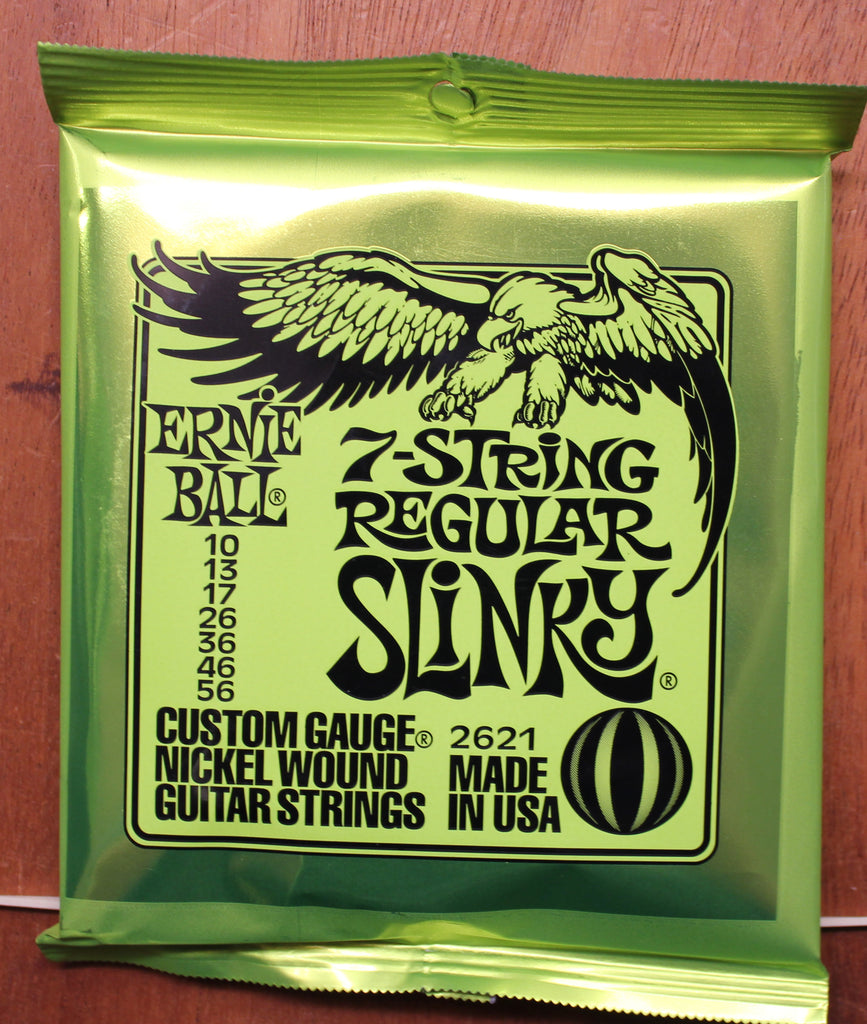 ERNiE
BALL®
10
13
17
26
36
46
56
7-STRiNG
REGULAR
SLiNKY®
CUSTOM GAUGE®
NICKEL WOUND
GUITAR STRINGS
2621
MADE
IN USA